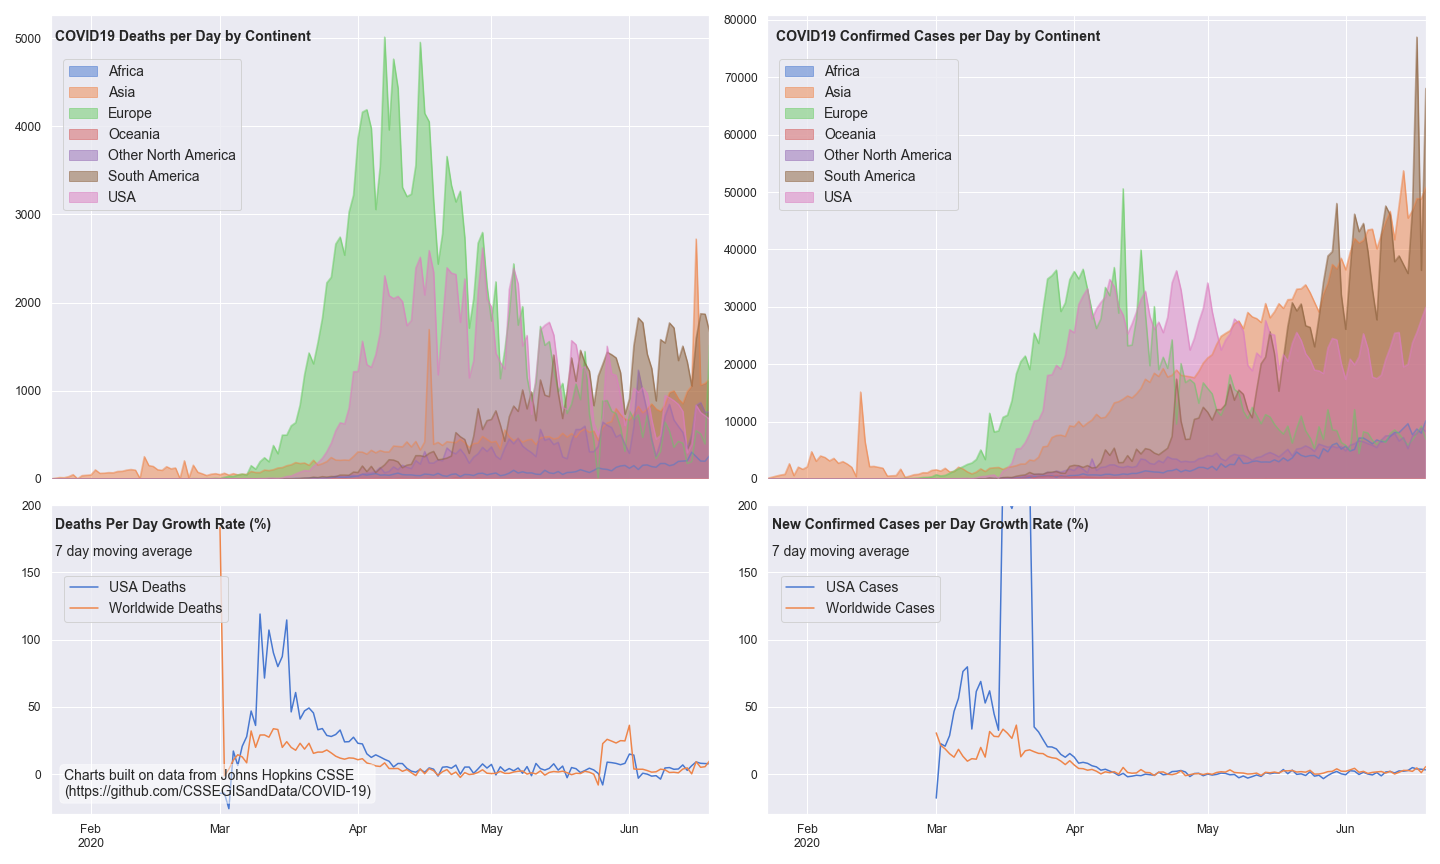 COVID19 Deaths per Day by Continent
Africa
Asia
Europe
Oceania
Other North America
South America
USA
5000
4000
3000
2000
1000
0
COVID19 Confirmed Cases per Day by Continent
Africa
Asia
Europe
Oceania
Other North America
South America
USA
80000
70000
60000
50000
40000
30000
20000
10000
0
Deaths Per Day Growth Rate (%)
7 day moving average
USA Deaths
Worldwide Deaths
200
150
100
50
0
Charts built on data from Johns Hopkins CSSE
(https://github.com/CSSEGISandData/COVID-19)
Feb Mar Apr May Jun
2020
New Confirmed Cases per Day Growth Rate (%)
7 day moving average
USA Cases
Worldwide Cases
200
150
100
50
0
Feb Mar Apr May Jun
2020